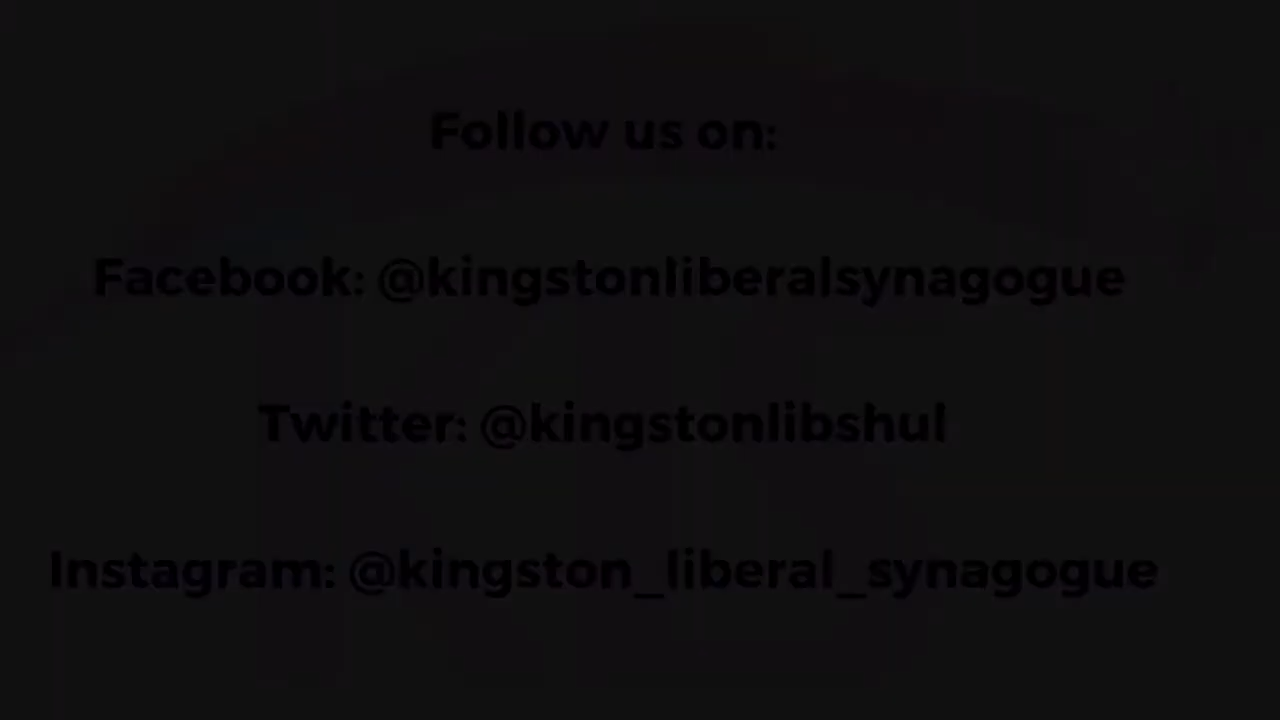 Follow us on:
Facebook: @kingstonliberalsynagogue
Twitter: @kingstonlibshul
Instagram: @kingston_liberal_synagogue